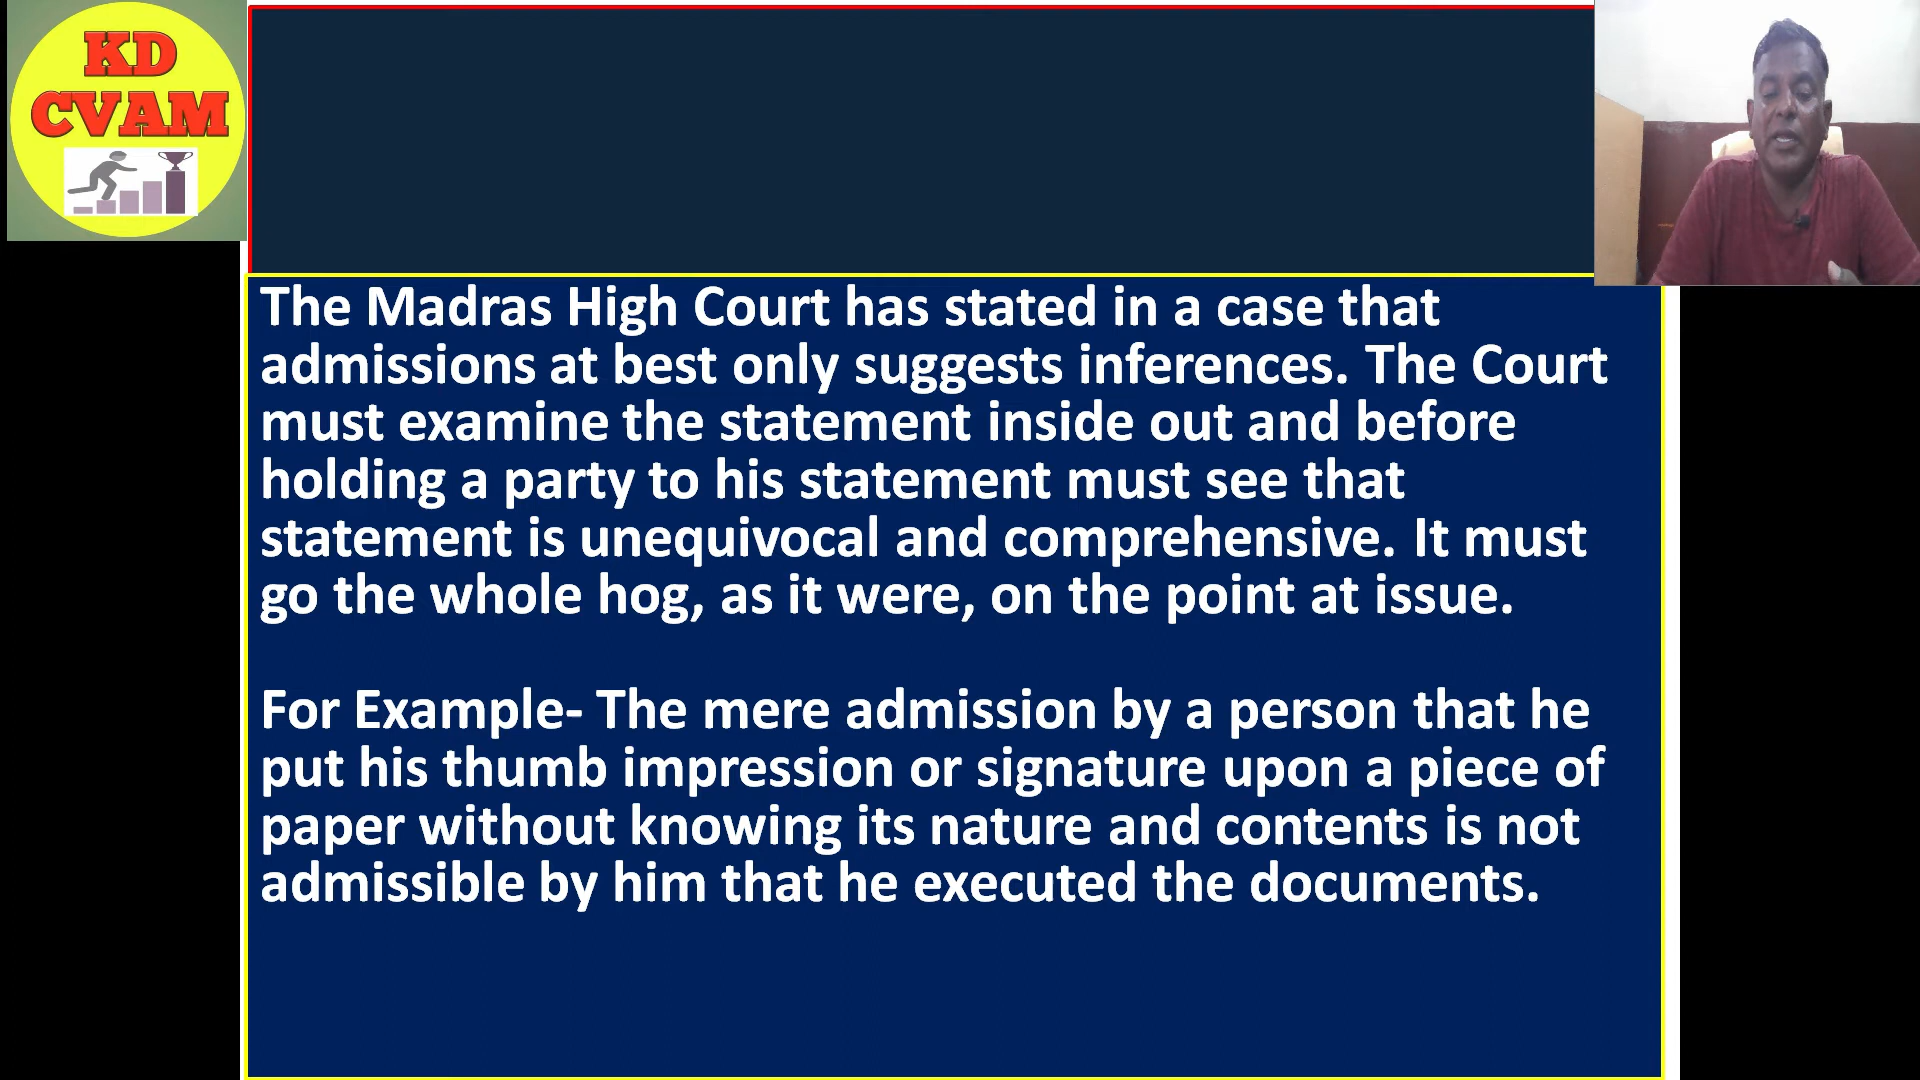 KD
CVAM
The Madras High Court has stated in a case that
admissions at best only suggests inferences. The Court
must examine the statement inside out and before
holding a party to his statement must see that
statement is unequivocal and comprehensive. It must
go the whole hog, as it were, on the point at issue.
For Example- The mere admission by a person that he
put his thumb impression or signature upon a piece of
paper without knowing its nature and contents is not
admissible by him that he executed the documents.